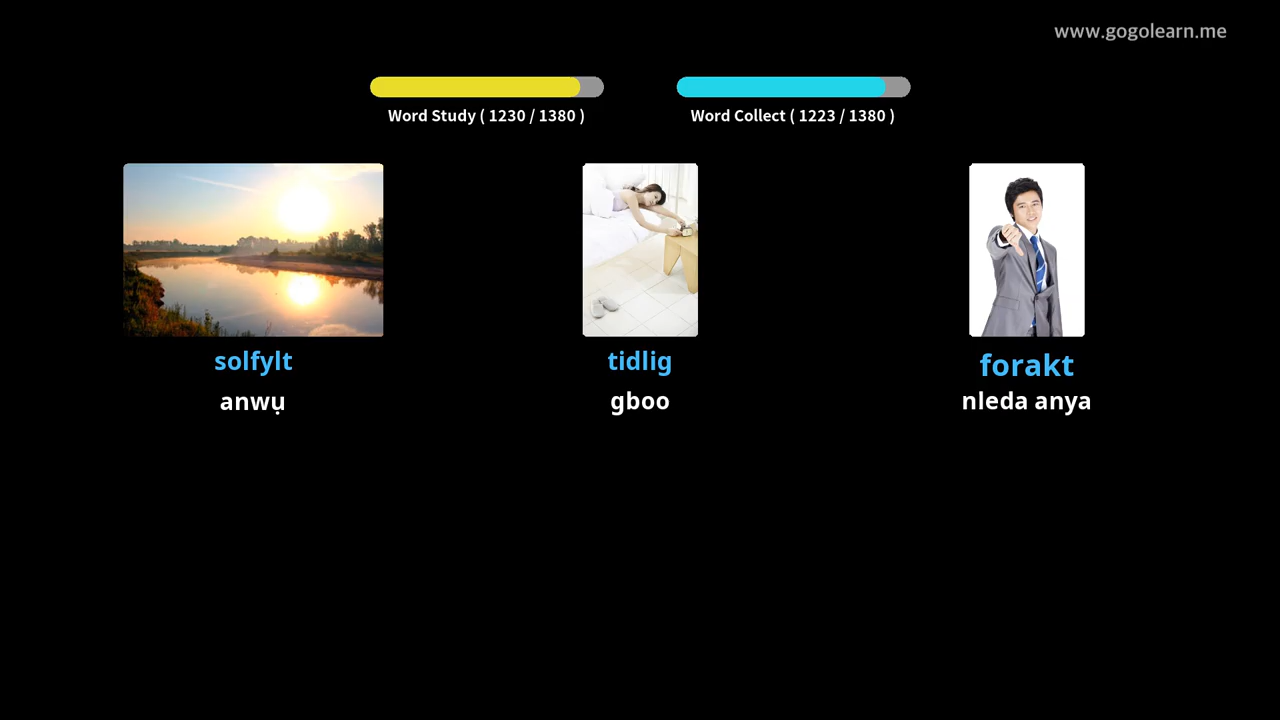 www.gogolearn.me
Word Study ( 1230 / 1380 )
Word Collect ( 1223 / 1380 )
solfylt
tidlig
forakt
anwụ
gboo
nleda anya